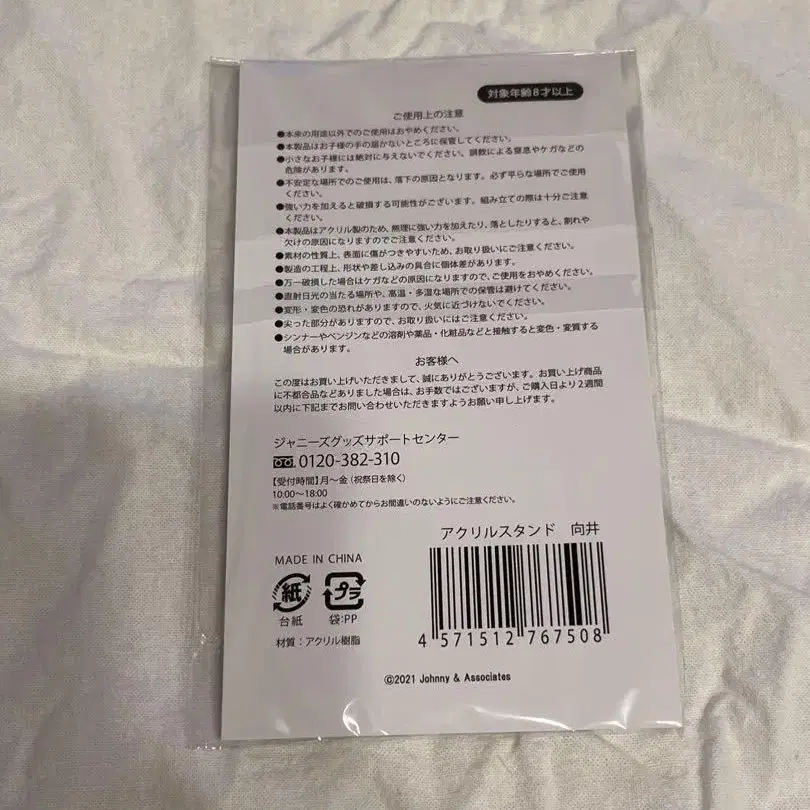 対象年齢8才以上
ご使用上の注意
●本来の用途以外でのご使用はおやめください。
●本製品はお子様の手の届かないところに保管してください。
●小さなお子様には絶対に与えないでください。誤飲による窒息やケガなどの
危険があります。
●不安定な場所でのご使用は、落下の原因となります。必ず平らな場所でご使用
ください。
●強い力を加えると破損する可能性がございます。組み立ての際は十分ご注意
ください。
●本製品はアクリル製のため、無理に強い力を加えたり、落としたりすると、割れや
欠けの原因になりますのでご注意ください。
●素材の性質上、表面に傷がつきやすいため、お取り扱いにご注意ください。
●製造の工程上、形状や差し込みの具合に個体差があります。
●万一破損した場合はケガなどの原因になりますので、ご使用をおやめください。
●直射日光の当たる場所や、高温・多湿な場所での保管は避けてください。
●変形・変色の恐れがありますので、火気に近づけないでください。
●尖った部分がありますので、お取り扱いにはご注意ください。
●シンナーやベンジンなどの溶剤や薬品・化粧品などと接触すると変色・変質する
場合があります。
お客様へ
この度はお買い上げいただきまして、誠にありがとうございます。お買い上げ商品
に不都合品などありました場合は、お手数ではございますが、ご購入日より2週間
以内に下記までお問い合わせいただきますようお願い申し上げます。
ジャニーズグッズサポートセンター
0120-382-310
【受付時間】月～金（祝祭日を除く）
10:00～18:00
※電話番号はよく確かめてからお間違いのないようにご注意ください。
アクリルスタンド 向井
MADE IN CHINA
紙 プラ
台紙 袋:PP
材質：アクリル樹脂
4 571512 767508
©2021 Johnny & Associates